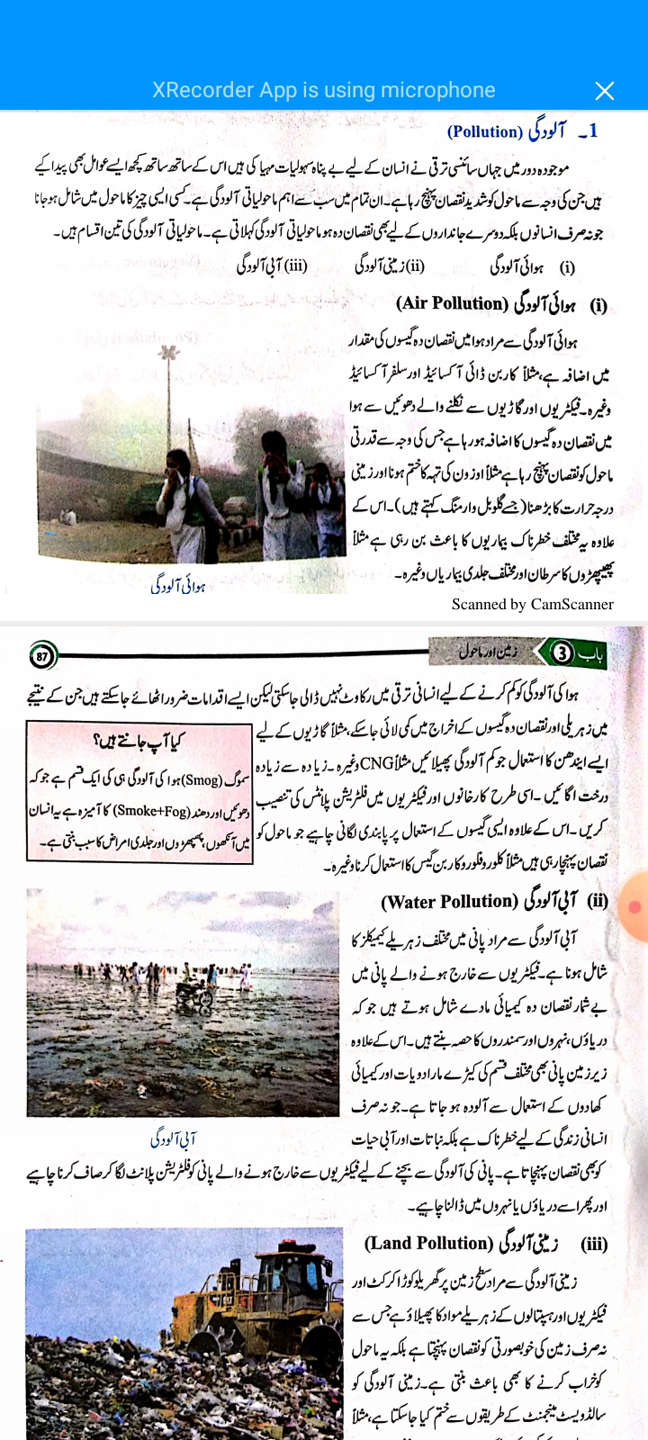 XRecorder App is using microphone
1۔ آلودگی (Pollution)
موجودہ دور میں جہاں سائنسی ترقی نے انسان کے لیے بے پناہ سہولیات مہیا کی ہیں اس کے ساتھ ساتھ کچھ ایسے عوامل بھی پیدا کیے
ہیں جن کی وجہ سے ماحول کو شدید نقصان پہنچ رہا ہے۔ ان تمام میں سب سے اہم ماحولیاتی آلودگی ہے۔ کسی ایسی چیز کا ماحول میں شامل ہو جانا
جو نہ صرف انسانوں بلکہ دوسرے جانداروں کے لیے بھی نقصان دہ ہو ماحولیاتی آلودگی کہلاتی ہے۔ ماحولیاتی آلودگی کی تین اقسام ہیں۔
(i) ہوائی آلودگی (ii) زمینی آلودگی (iii) آبی آلودگی
(i) ہوائی آلودگی (Air Pollution)
ہوائی آلودگی سے مراد ہوا میں نقصان دہ گیسوں کی مقدار
میں اضافہ ہے، مثلاً کاربن ڈائی آکسائیڈ اور سلفر آکسائیڈ
وغیرہ۔ فیکٹریوں اور گاڑیوں سے نکلنے والے دھوئیں سے ہوا
میں نقصان دہ گیسوں کا اضافہ ہو رہا ہے جس کی وجہ سے قدرتی
ماحول کو نقصان پہنچ رہا ہے مثلاً اوزون کی تہہ کا ختم ہونا اور زمینی
درجہ حرارت کا بڑھنا (جسے گلوبل وارمنگ کہتے ہیں)۔ اس کے
علاوہ یہ مختلف خطرناک بیماریوں کا باعث بن رہی ہے مثلاً
پھیپھڑوں کا سرطان اور مختلف جلدی بیماریاں وغیرہ۔
ہوائی آلودگی
Scanned by CamScanner
باب 3 زمین اور ماحول 87
ہوا کی آلودگی کو کم کرنے کے لیے انسانی ترقی میں رکاوٹ نہیں ڈالی جا سکتی لیکن ایسے اقدامات ضرور اٹھائے جا سکتے ہیں جن کے نتیجے
میں زہریلی اور نقصان دہ گیسوں کے اخراج میں کمی لائی جا سکے، مثلاً گاڑیوں کے لیے
ایسے ایندھن کا استعمال جو کم آلودگی پھیلائیں مثلاً CNG وغیرہ۔ زیادہ سے زیادہ
درخت اگائیں۔ اسی طرح کارخانوں اور فیکٹریوں میں فلٹریشن پلانٹس کی تنصیب
کریں۔ اس کے علاوہ ایسی گیسوں کے استعمال پر پابندی لگانی چاہیے جو ماحول کو
نقصان پہنچا رہی ہیں مثلاً کلوروفلوروکاربن گیس کا استعمال کرنا وغیرہ۔
کیا آپ جانتے ہیں؟
سموگ (Smog) ہوا کی آلودگی ہی کی ایک قسم ہے جو کہ
دھوئیں اور دھند (Smoke+Fog) کا آمیزہ ہے یہ انسان
میں آنکھوں، پھیپھڑوں اور جلدی امراض کا سبب بنتی ہے۔
(ii) آبی آلودگی (Water Pollution)
آبی آلودگی سے مراد پانی میں مختلف زہریلے کیمیکلز کا
شامل ہونا ہے۔ فیکٹریوں سے خارج ہونے والے پانی میں
بے شمار نقصان دہ کیمیائی مادے شامل ہوتے ہیں جو کہ
دریاؤں، نہروں اور سمندروں کا حصہ بنتے ہیں۔ اس کے علاوہ
زیر زمین پانی بھی مختلف قسم کی کیڑے مار ادویات اور کیمیائی
کھادوں کے استعمال سے آلودہ ہو جاتا ہے۔ جو نہ صرف
انسانی زندگی کے لیے خطرناک ہے بلکہ نباتات اور آبی حیات
آبی آلودگی
کو بھی نقصان پہنچاتا ہے۔ پانی کی آلودگی سے بچنے کے لیے فیکٹریوں سے خارج ہونے والے پانی کو فلٹریشن پلانٹ لگا کر صاف کرنا چاہیے
اور پھر اسے دریاؤں یا نہروں میں ڈالنا چاہیے۔
(iii) زمینی آلودگی (Land Pollution)
زمینی آلودگی سے مراد سطح زمین پر گھریلو کوڑا کرکٹ اور
فیکٹریوں اور ہسپتالوں کے زہریلے مواد کا پھیلاؤ ہے جس سے
نہ صرف زمین کی خوبصورتی کو نقصان پہنچتا ہے بلکہ یہ ماحول
کو خراب کرنے کا بھی باعث بنتی ہے۔ زمینی آلودگی کو
سالڈ ویسٹ مینجمنٹ کے طریقوں سے ختم کیا جا سکتا ہے، مثلاً